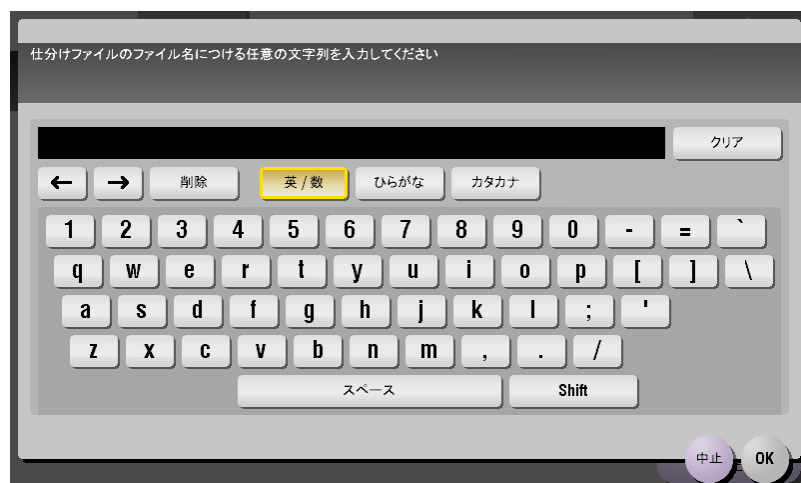 仕分けファイルのファイル名につける任意の文字列を入力してください
クリア
← → 削除 英 / 数 ひらがな カタカナ
1 2 3 4 5 6 7 8 9 0 - = `
q w e r t y u i o p [ ] \
a s d f g h j k l ; '
z x c v b n m , . /
スペース Shift
中止 OK